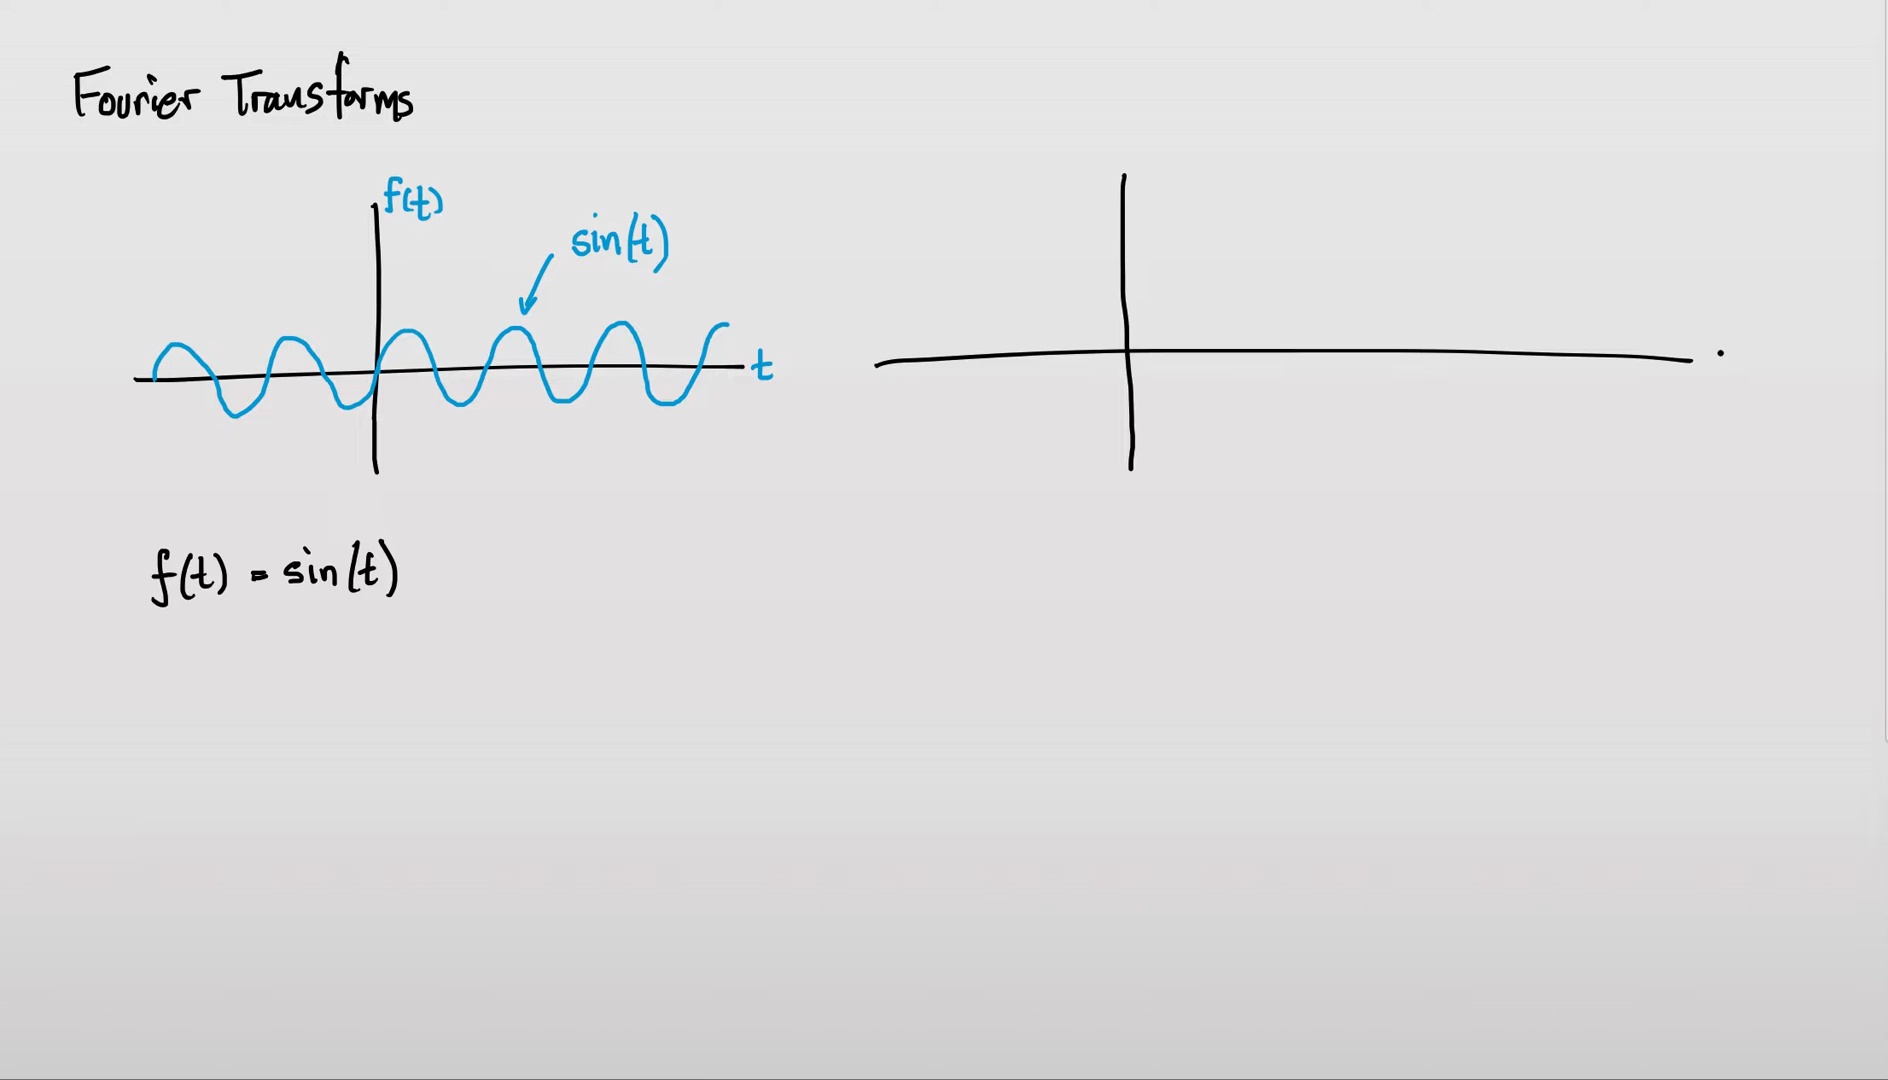 Fourier Transforms
f(t)
sin(t)
t
f(t) = sin(t)